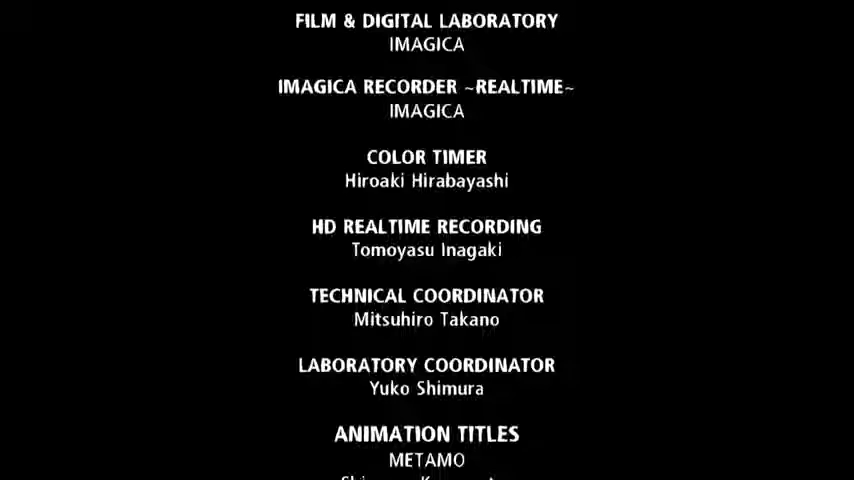 FILM & DIGITAL LABORATORY
IMAGICA
IMAGICA RECORDER ~REALTIME~
IMAGICA
COLOR TIMER
Hiroaki Hirabayashi
HD REALTIME RECORDING
Tomoyasu Inagaki
TECHNICAL COORDINATOR
Mitsuhiro Takano
LABORATORY COORDINATOR
Yuko Shimura
ANIMATION TITLES
METAMO